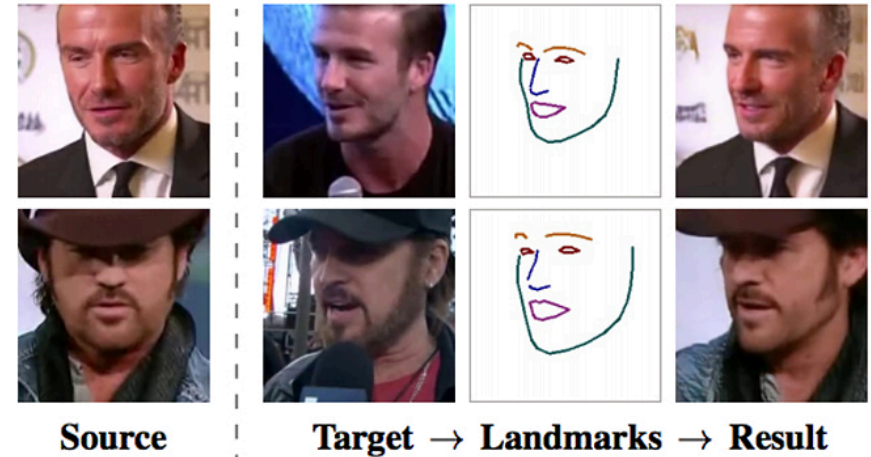 Source
Target → Landmarks → Result